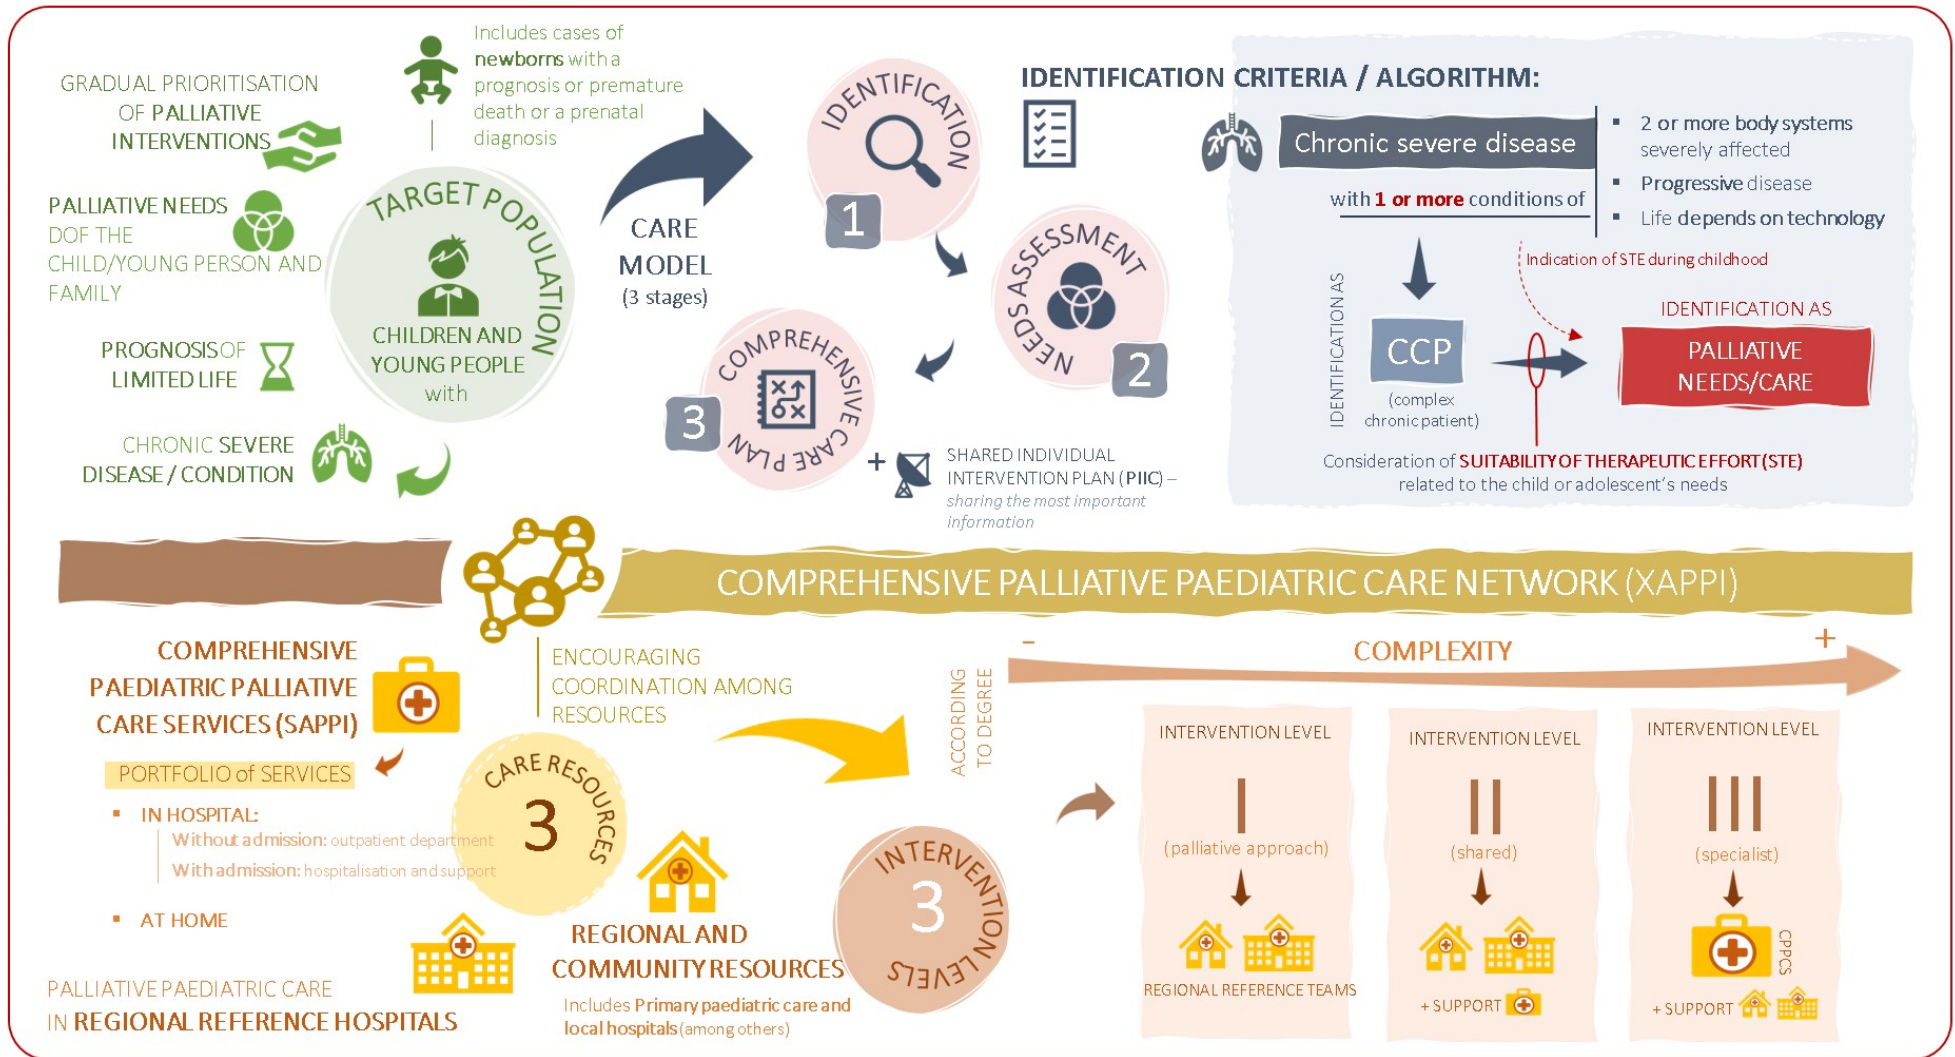 Includes cases of
newborns with a
prognosis or premature
death or a prenatal
diagnosis
GRADUAL PRIORITISATION
OF PALLIATIVE
INTERVENTIONS
PALLIATIVE NEEDS
DOF THE
CHILD/YOUNG PERSON AND
FAMILY
PROGNOSIS OF
LIMITED LIFE
CHRONIC SEVERE
DISEASE / CONDITION
TARGET POPULATION
CHILDREN AND
YOUNG PEOPLE
with
CARE
MODEL
(3 stages)
IDENTIFICATION
1
NEEDS ASSESSMENT
2
COMPREHENSIVE CARE PLAN
3
+
SHARED INDIVIDUAL
INTERVENTION PLAN (PIIC) –
sharing the most important
information
IDENTIFICATION CRITERIA / ALGORITHM:
Chronic severe disease
with 1 or more conditions of
▪ 2 or more body systems
severely affected
▪ Progressive disease
▪ Life depends on technology
Indication of STE during childhood
IDENTIFICATION AS
CCP
(complex
chronic patient)
IDENTIFICATION AS
PALLIATIVE
NEEDS/CARE
Consideration of SUITABILITY OF THERAPEUTIC EFFORT (STE)
related to the child or adolescent's needs
COMPREHENSIVE PALLIATIVE PAEDIATRIC CARE NETWORK (XAPPI)
COMPREHENSIVE
PAEDIATRIC PALLIATIVE
CARE SERVICES (SAPPI)
PORTFOLIO of SERVICES
▪ IN HOSPITAL:
Without admission: outpatient department
With admission: hospitalisation and support
▪ AT HOME
PALLIATIVE PAEDIATRIC CARE
IN REGIONAL REFERENCE HOSPITALS
ENCOURAGING
COORDINATION AMONG
RESOURCES
CARE RESOURCES
3
REGIONAL AND
COMMUNITY RESOURCES
Includes Primary paediatric care and
local hospitals (among others)
INTERVENTION LEVELS
3
ACCORDING
TO DEGREE
-
COMPLEXITY
+
INTERVENTION LEVEL
I
(palliative approach)
REGIONAL REFERENCE TEAMS
INTERVENTION LEVEL
II
(shared)
+ SUPPORT
INTERVENTION LEVEL
III
(specialist)
CPPCS
+ SUPPORT